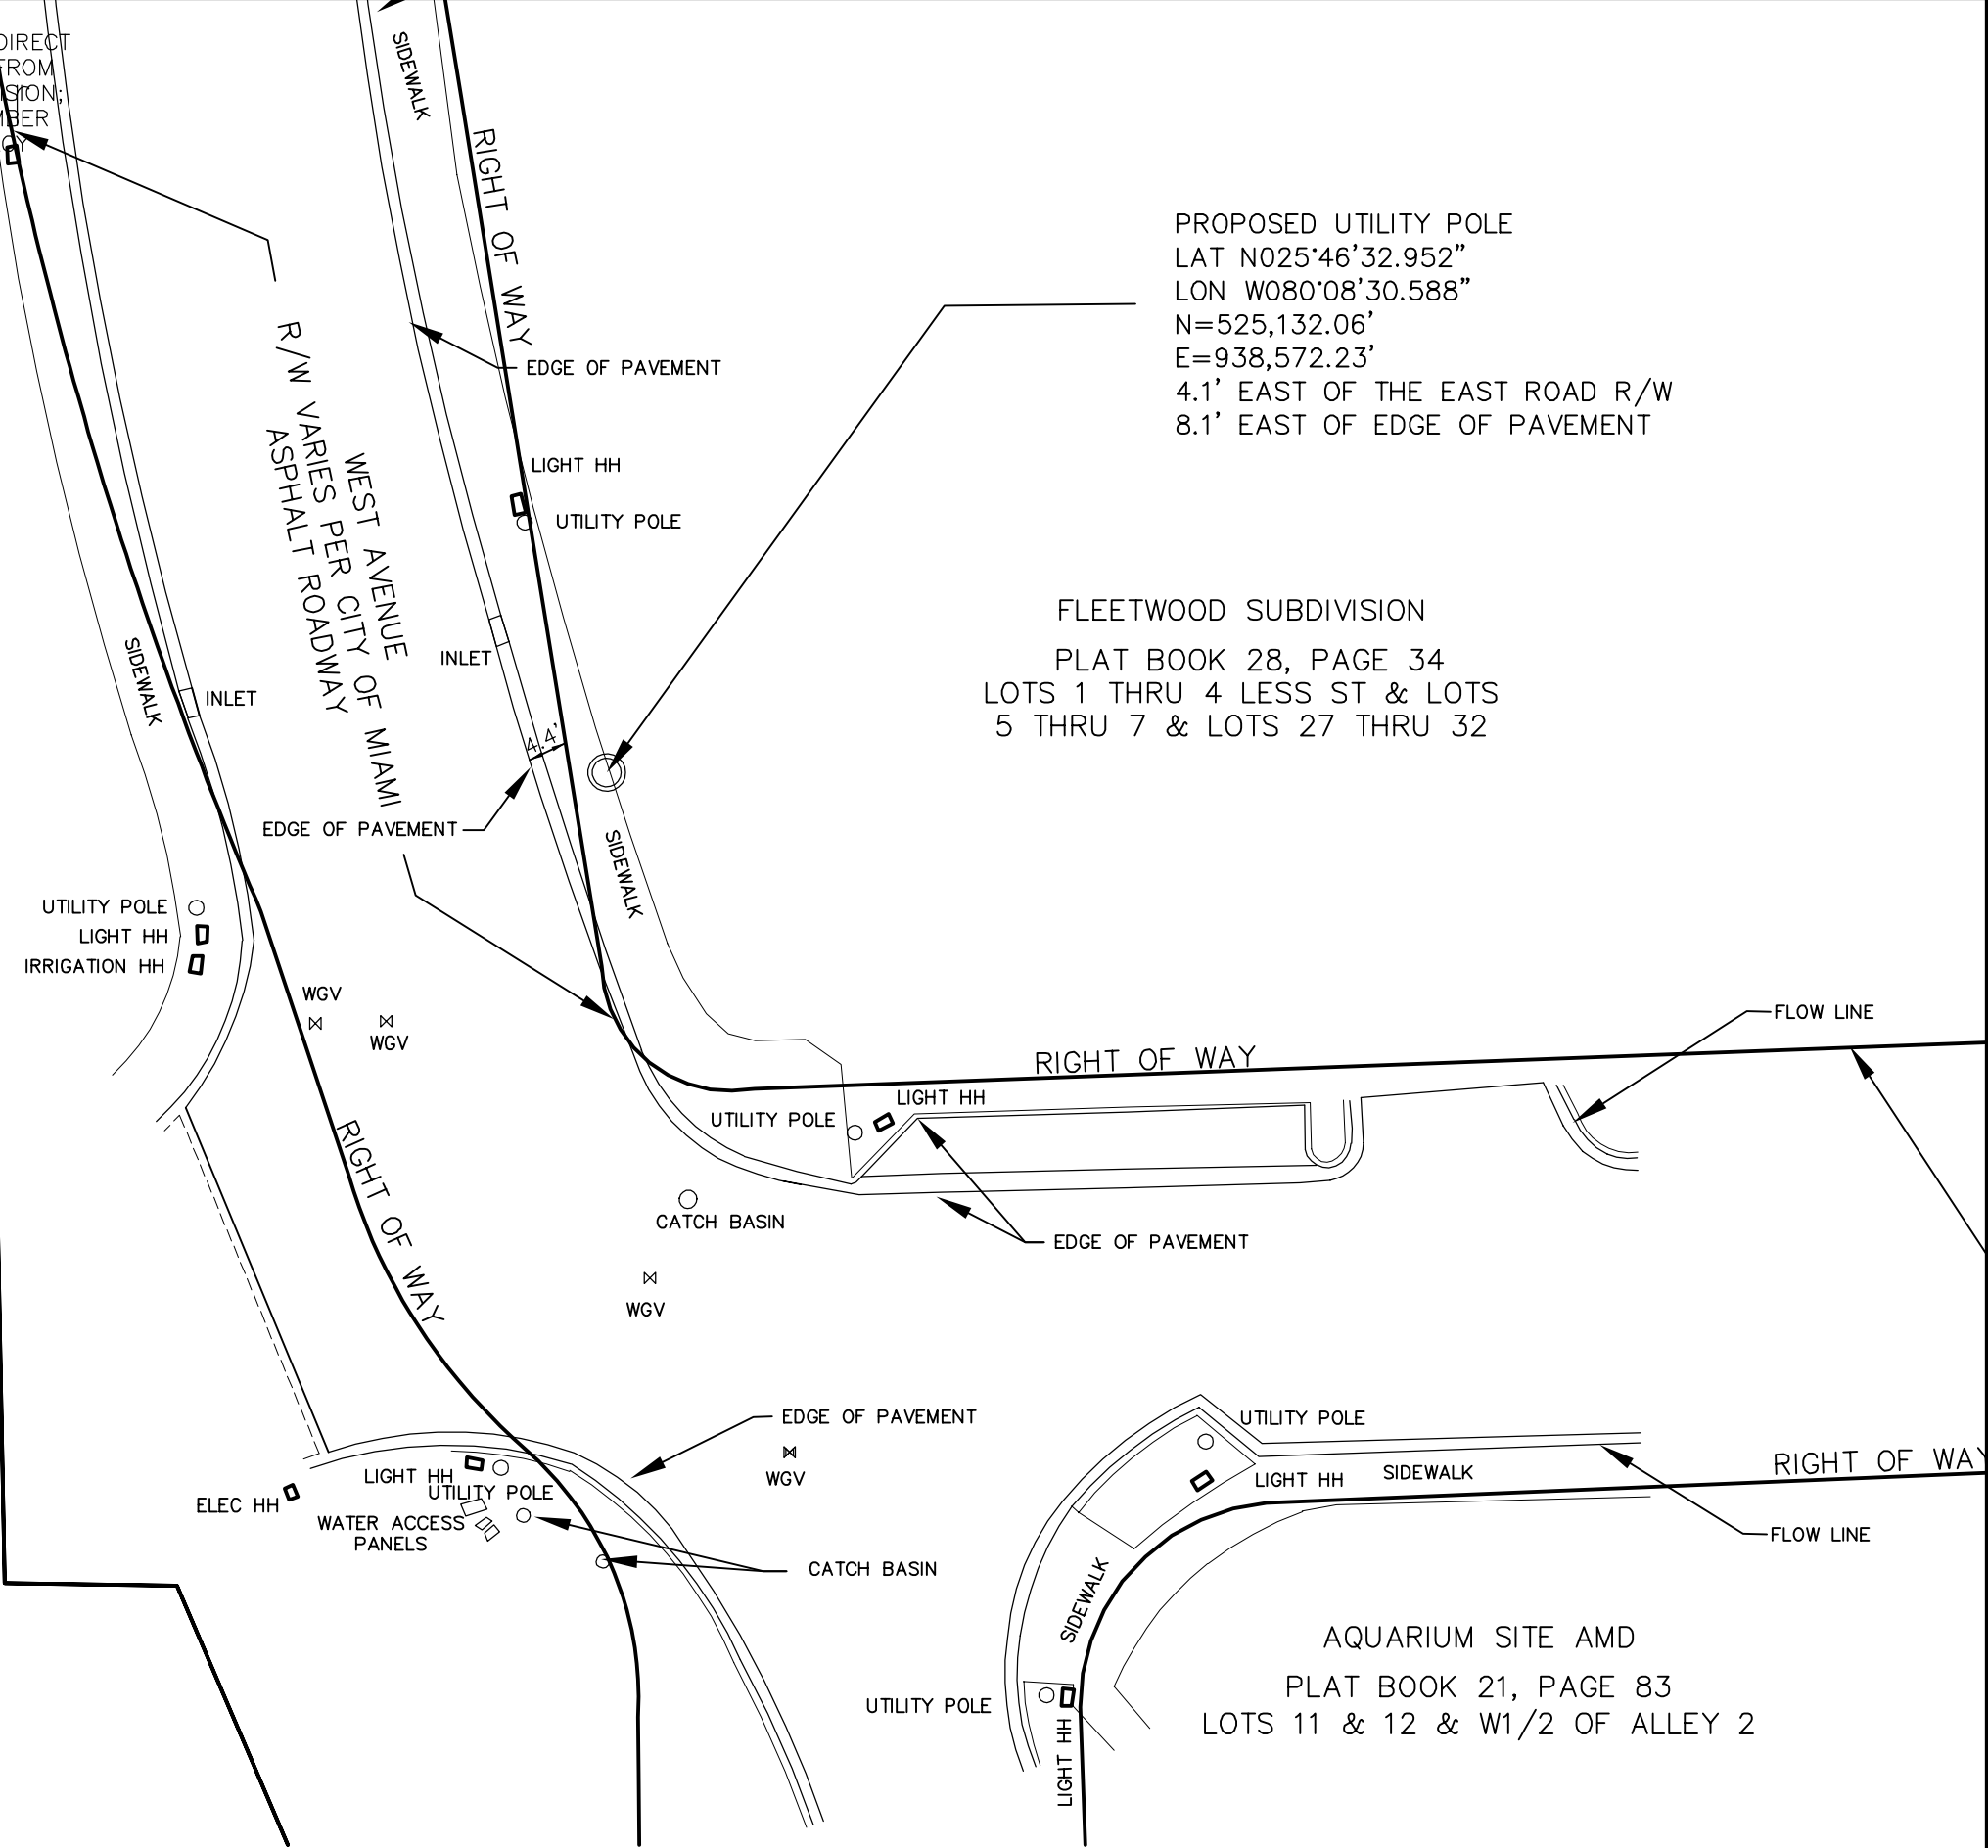 DIRECT
FROM
SIDEWALK
RIGHT OF WAY
PROPOSED UTILITY POLE
LAT N025°46'32.952"
LON W080°08'30.588"
N=525,132.06'
E=938,572.23'
4.1' EAST OF THE EAST ROAD R/W
8.1' EAST OF EDGE OF PAVEMENT
EDGE OF PAVEMENT
LIGHT HH
UTILITY POLE
WEST AVENUE
R/W VARIES PER CITY OF MIAMI
ASPHALT ROADWAY
FLEETWOOD SUBDIVISION
PLAT BOOK 28, PAGE 34
LOTS 1 THRU 4 LESS ST & LOTS
5 THRU 7 & LOTS 27 THRU 32
INLET
SIDEWALK
INLET
4.4'
EDGE OF PAVEMENT
SIDEWALK
UTILITY POLE
LIGHT HH
IRRIGATION HH
WGV
WGV
FLOW LINE
RIGHT OF WAY
LIGHT HH
UTILITY POLE
RIGHT OF WAY
CATCH BASIN
EDGE OF PAVEMENT
WGV
EDGE OF PAVEMENT
UTILITY POLE
WGV
LIGHT HH
SIDEWALK
RIGHT OF WAY
LIGHT HH
UTILITY POLE
ELEC HH
WATER ACCESS
PANELS
FLOW LINE
CATCH BASIN
SIDEWALK
AQUARIUM SITE AMD
PLAT BOOK 21, PAGE 83
LOTS 11 & 12 & W1/2 OF ALLEY 2
UTILITY POLE
LIGHT HH